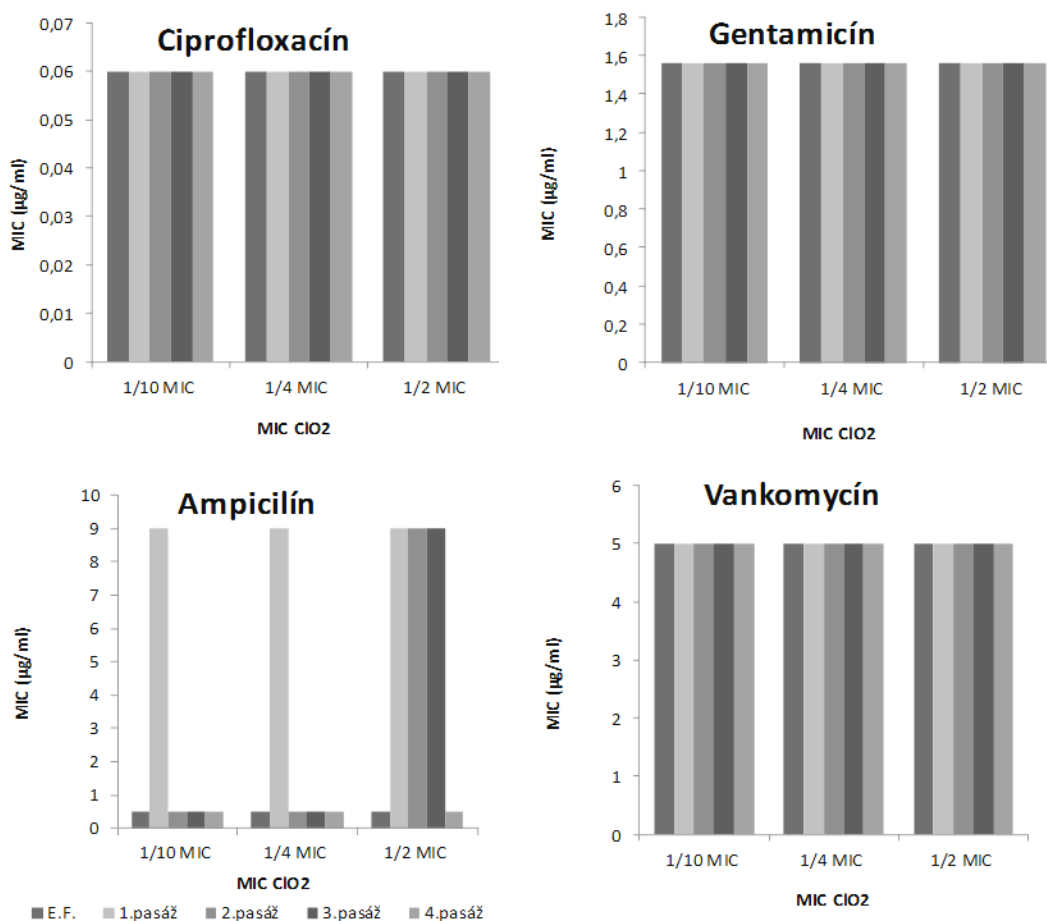 Ciprofloxacín
0,07
0,06
0,05
0,04
0,03
0,02
0,01
0
MIC (µg/ml)
1/10 MIC 1/4 MIC 1/2 MIC
MIC ClO2
Gentamicín
1,8
1,6
1,4
1,2
1
0,8
0,6
0,4
0,2
0
MIC (µg/ml)
1/10 MIC 1/4 MIC 1/2 MIC
MIC ClO2
Ampicilín
10
9
8
7
6
5
4
3
2
1
0
MIC (µg/ml)
1/10 MIC 1/4 MIC 1/2 MIC
MIC ClO2
Vankomycín
6
5
4
3
2
1
0
MIC (µg/ml)
1/10 MIC 1/4 MIC 1/2 MIC
MIC ClO2
E.F. 1.pasáž 2.pasáž 3.pasáž 4.pasáž